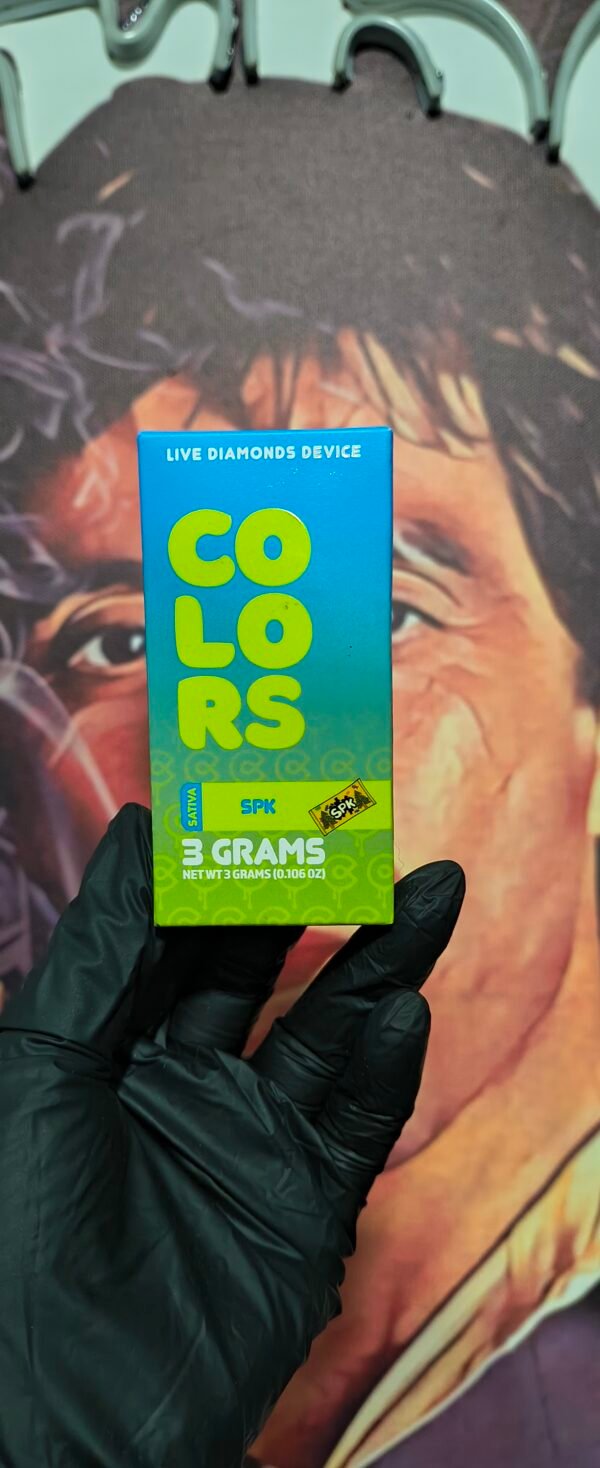 LIVE DIAMONDS DEVICE
CO
LO
RS
SATIVA
SPK
SPK
3 GRAMS
NET WT 3 GRAMS (0.106 OZ)